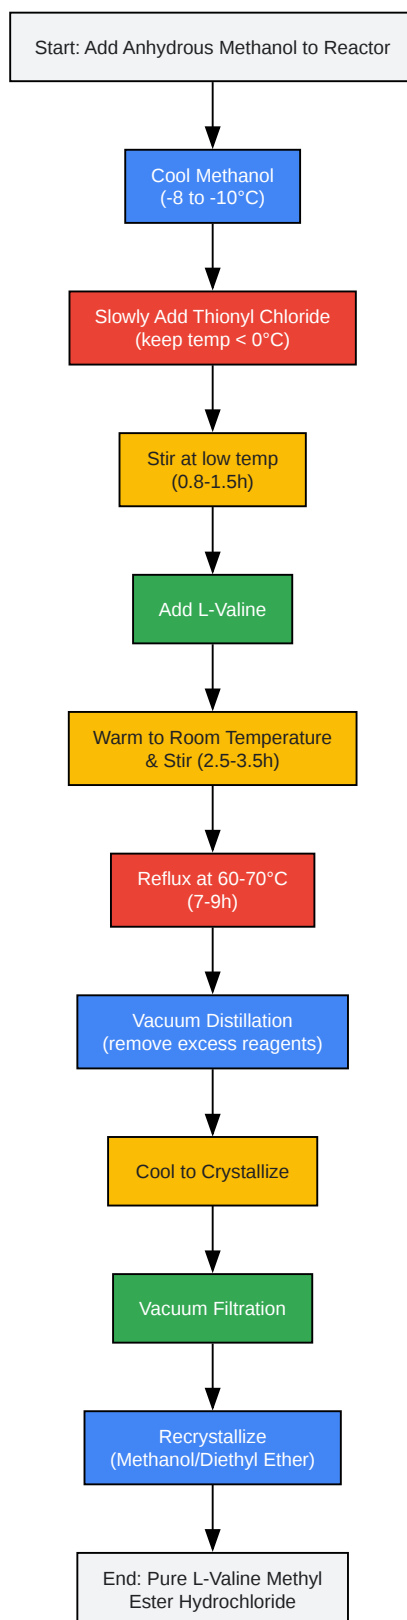 Start: Add Anhydrous Methanol to Reactor
Cool Methanol
(-8 to -10°C)
Slowly Add Thionyl Chloride
(keep temp < 0°C)
Stir at low temp
(0.8-1.5h)
Add L-Valine
Warm to Room Temperature
& Stir (2.5-3.5h)
Reflux at 60-70°C
(7-9h)
Vacuum Distillation
(remove excess reagents)
Cool to Crystallize
Vacuum Filtration
Recrystallize
(Methanol/Diethyl Ether)
End: Pure L-Valine Methyl
Ester Hydrochloride